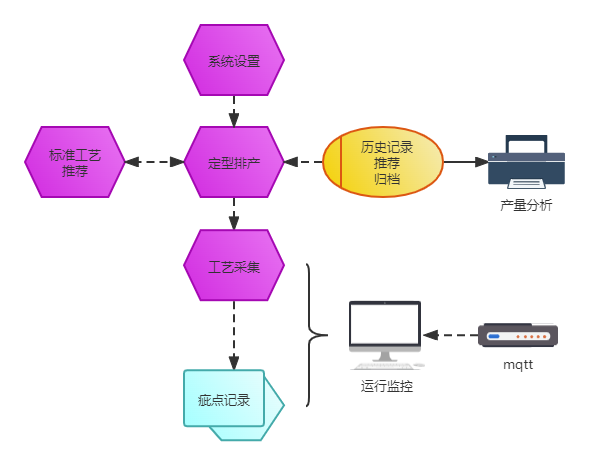 系统设置
标准工艺
推荐
定型排产
历史记录
推荐
归档
产量分析
工艺采集
运行监控
mqtt
疵点记录